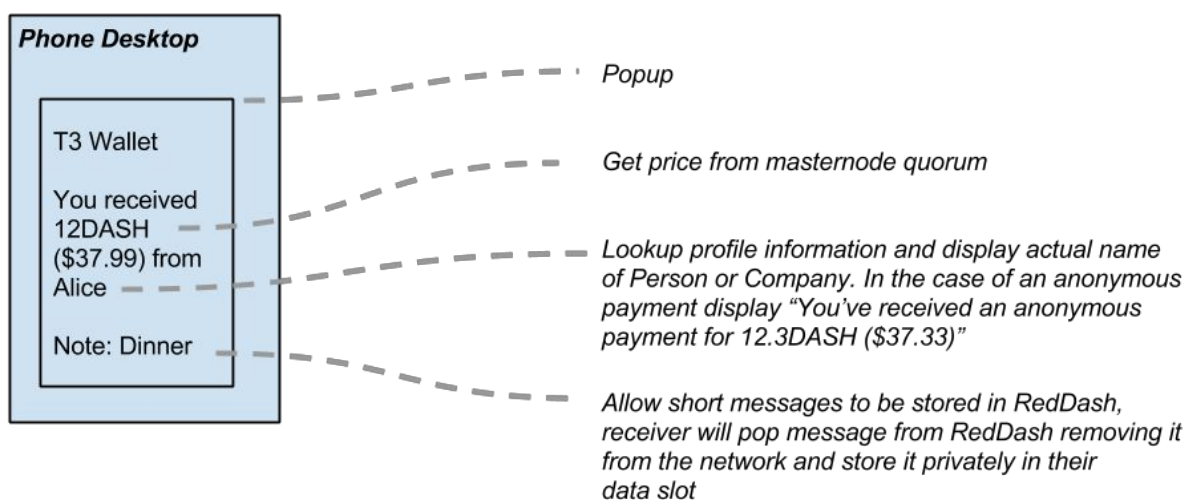 Phone Desktop
T3 Wallet
You received
12DASH
($37.99) from
Alice
Note: Dinner
Popup
Get price from masternode quorum
Lookup profile information and display actual name
of Person or Company. In the case of an anonymous
payment display “You’ve received an anonymous
payment for 12.3DASH ($37.33)”
Allow short messages to be stored in RedDash,
receiver will pop message from RedDash removing it
from the network and store it privately in their
data slot